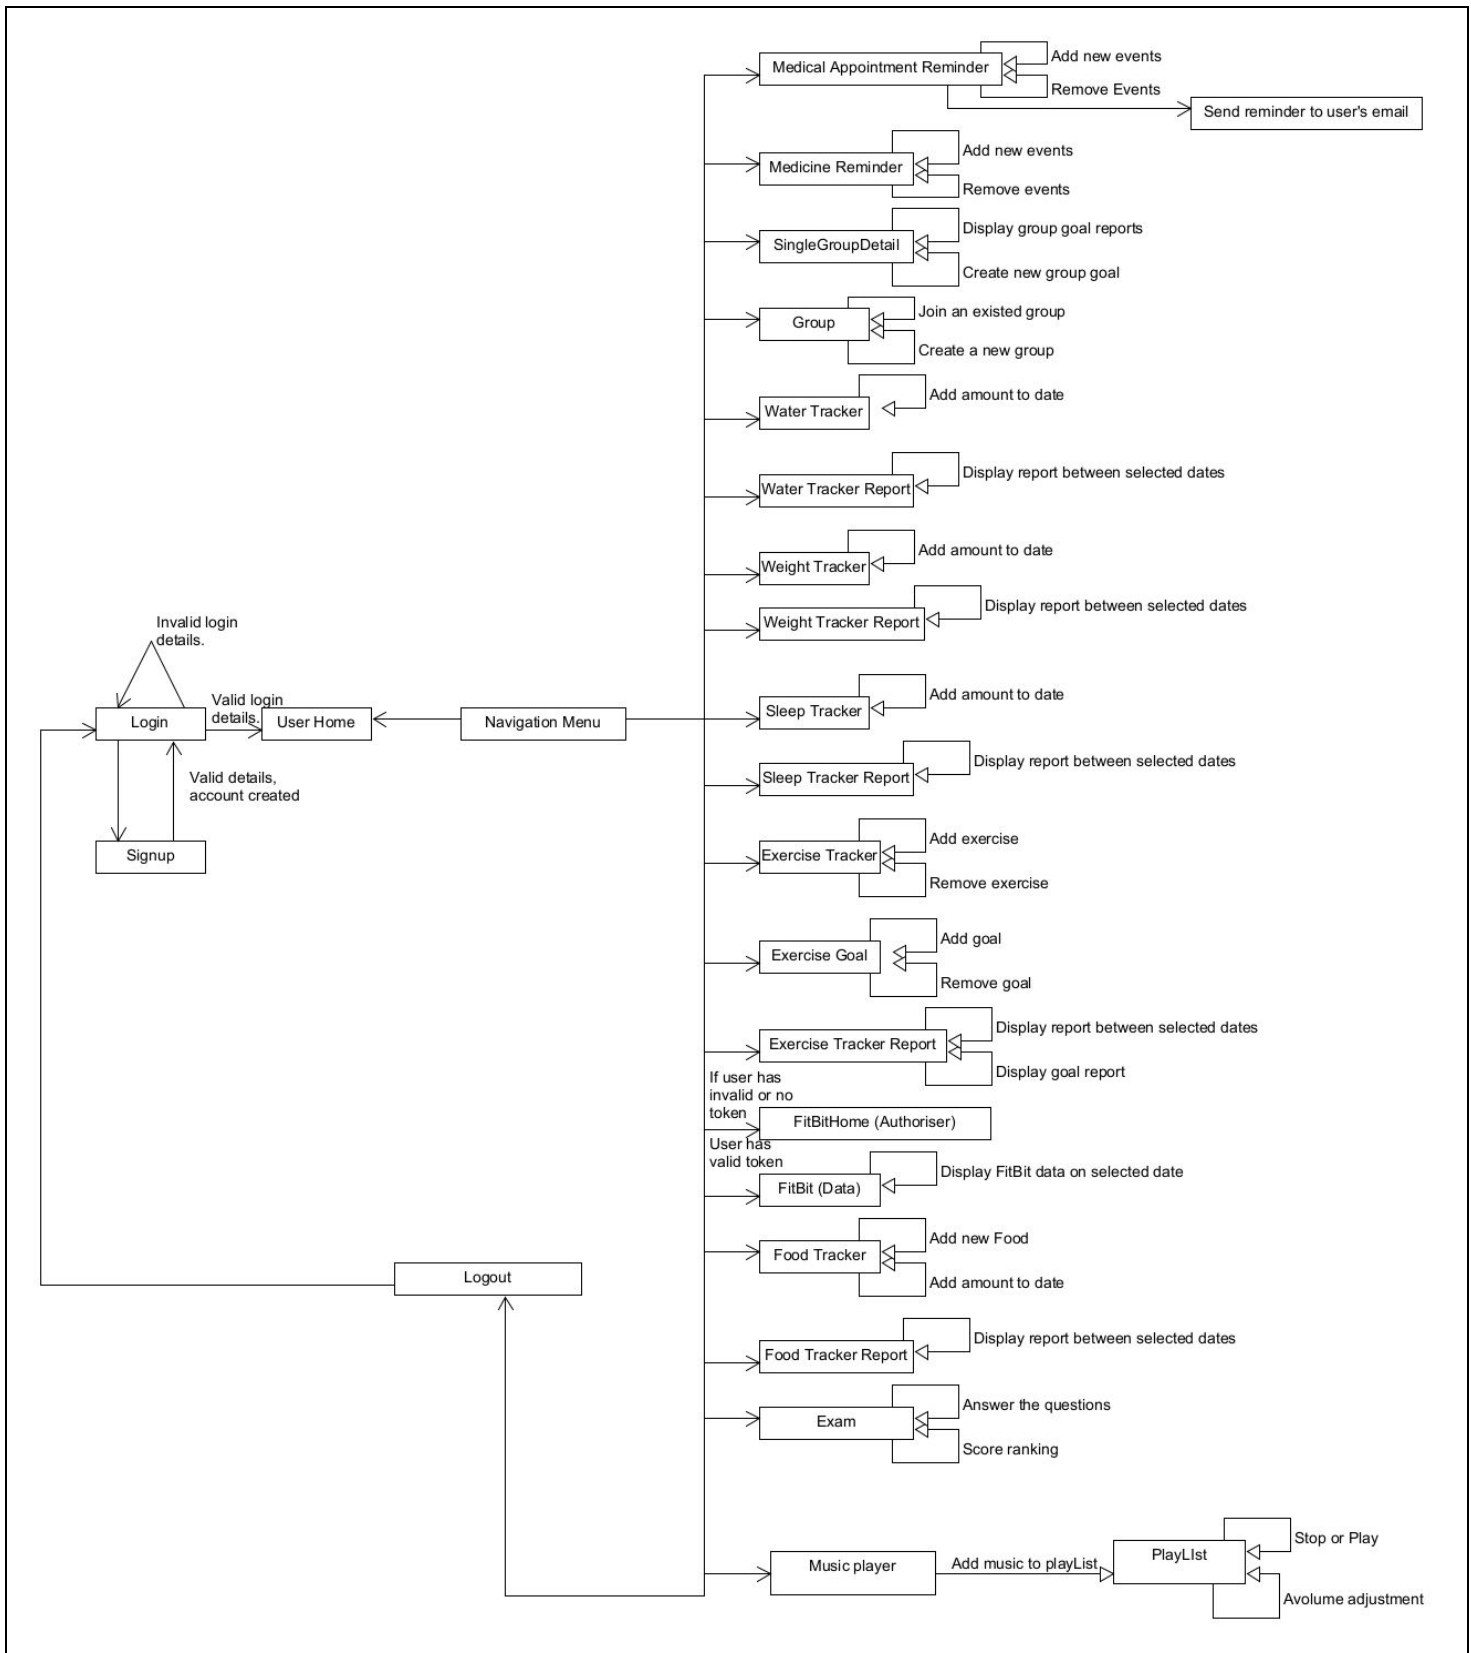 Medical Appointment Reminder
Add new events
Remove Events
Send reminder to user's email
Medicine Reminder
Add new events
Remove events
SingleGroupDetail
Display group goal reports
Create new group goal
Group
Join an existed group
Create a new group
Water Tracker
Add amount to date
Water Tracker Report
Display report between selected dates
Weight Tracker
Add amount to date
Weight Tracker Report
Display report between selected dates
Invalid login
details.
Login
Valid login
details.
User Home
Navigation Menu
Valid details,
account created
Signup
Sleep Tracker
Add amount to date
Sleep Tracker Report
Display report between selected dates
Exercise Tracker
Add exercise
Remove exercise
Exercise Goal
Add goal
Remove goal
Exercise Tracker Report
Display report between selected dates
Display goal report
If user has
invalid or no
token
FitBitHome (Authoriser)
User has
valid token
FitBit (Data)
Display FitBit data on selected date
Food Tracker
Add new Food
Add amount to date
Logout
Food Tracker Report
Display report between selected dates
Exam
Answer the questions
Score ranking
Music player
Add music to playList
PlayLIst
Stop or Play
Avolume adjustment